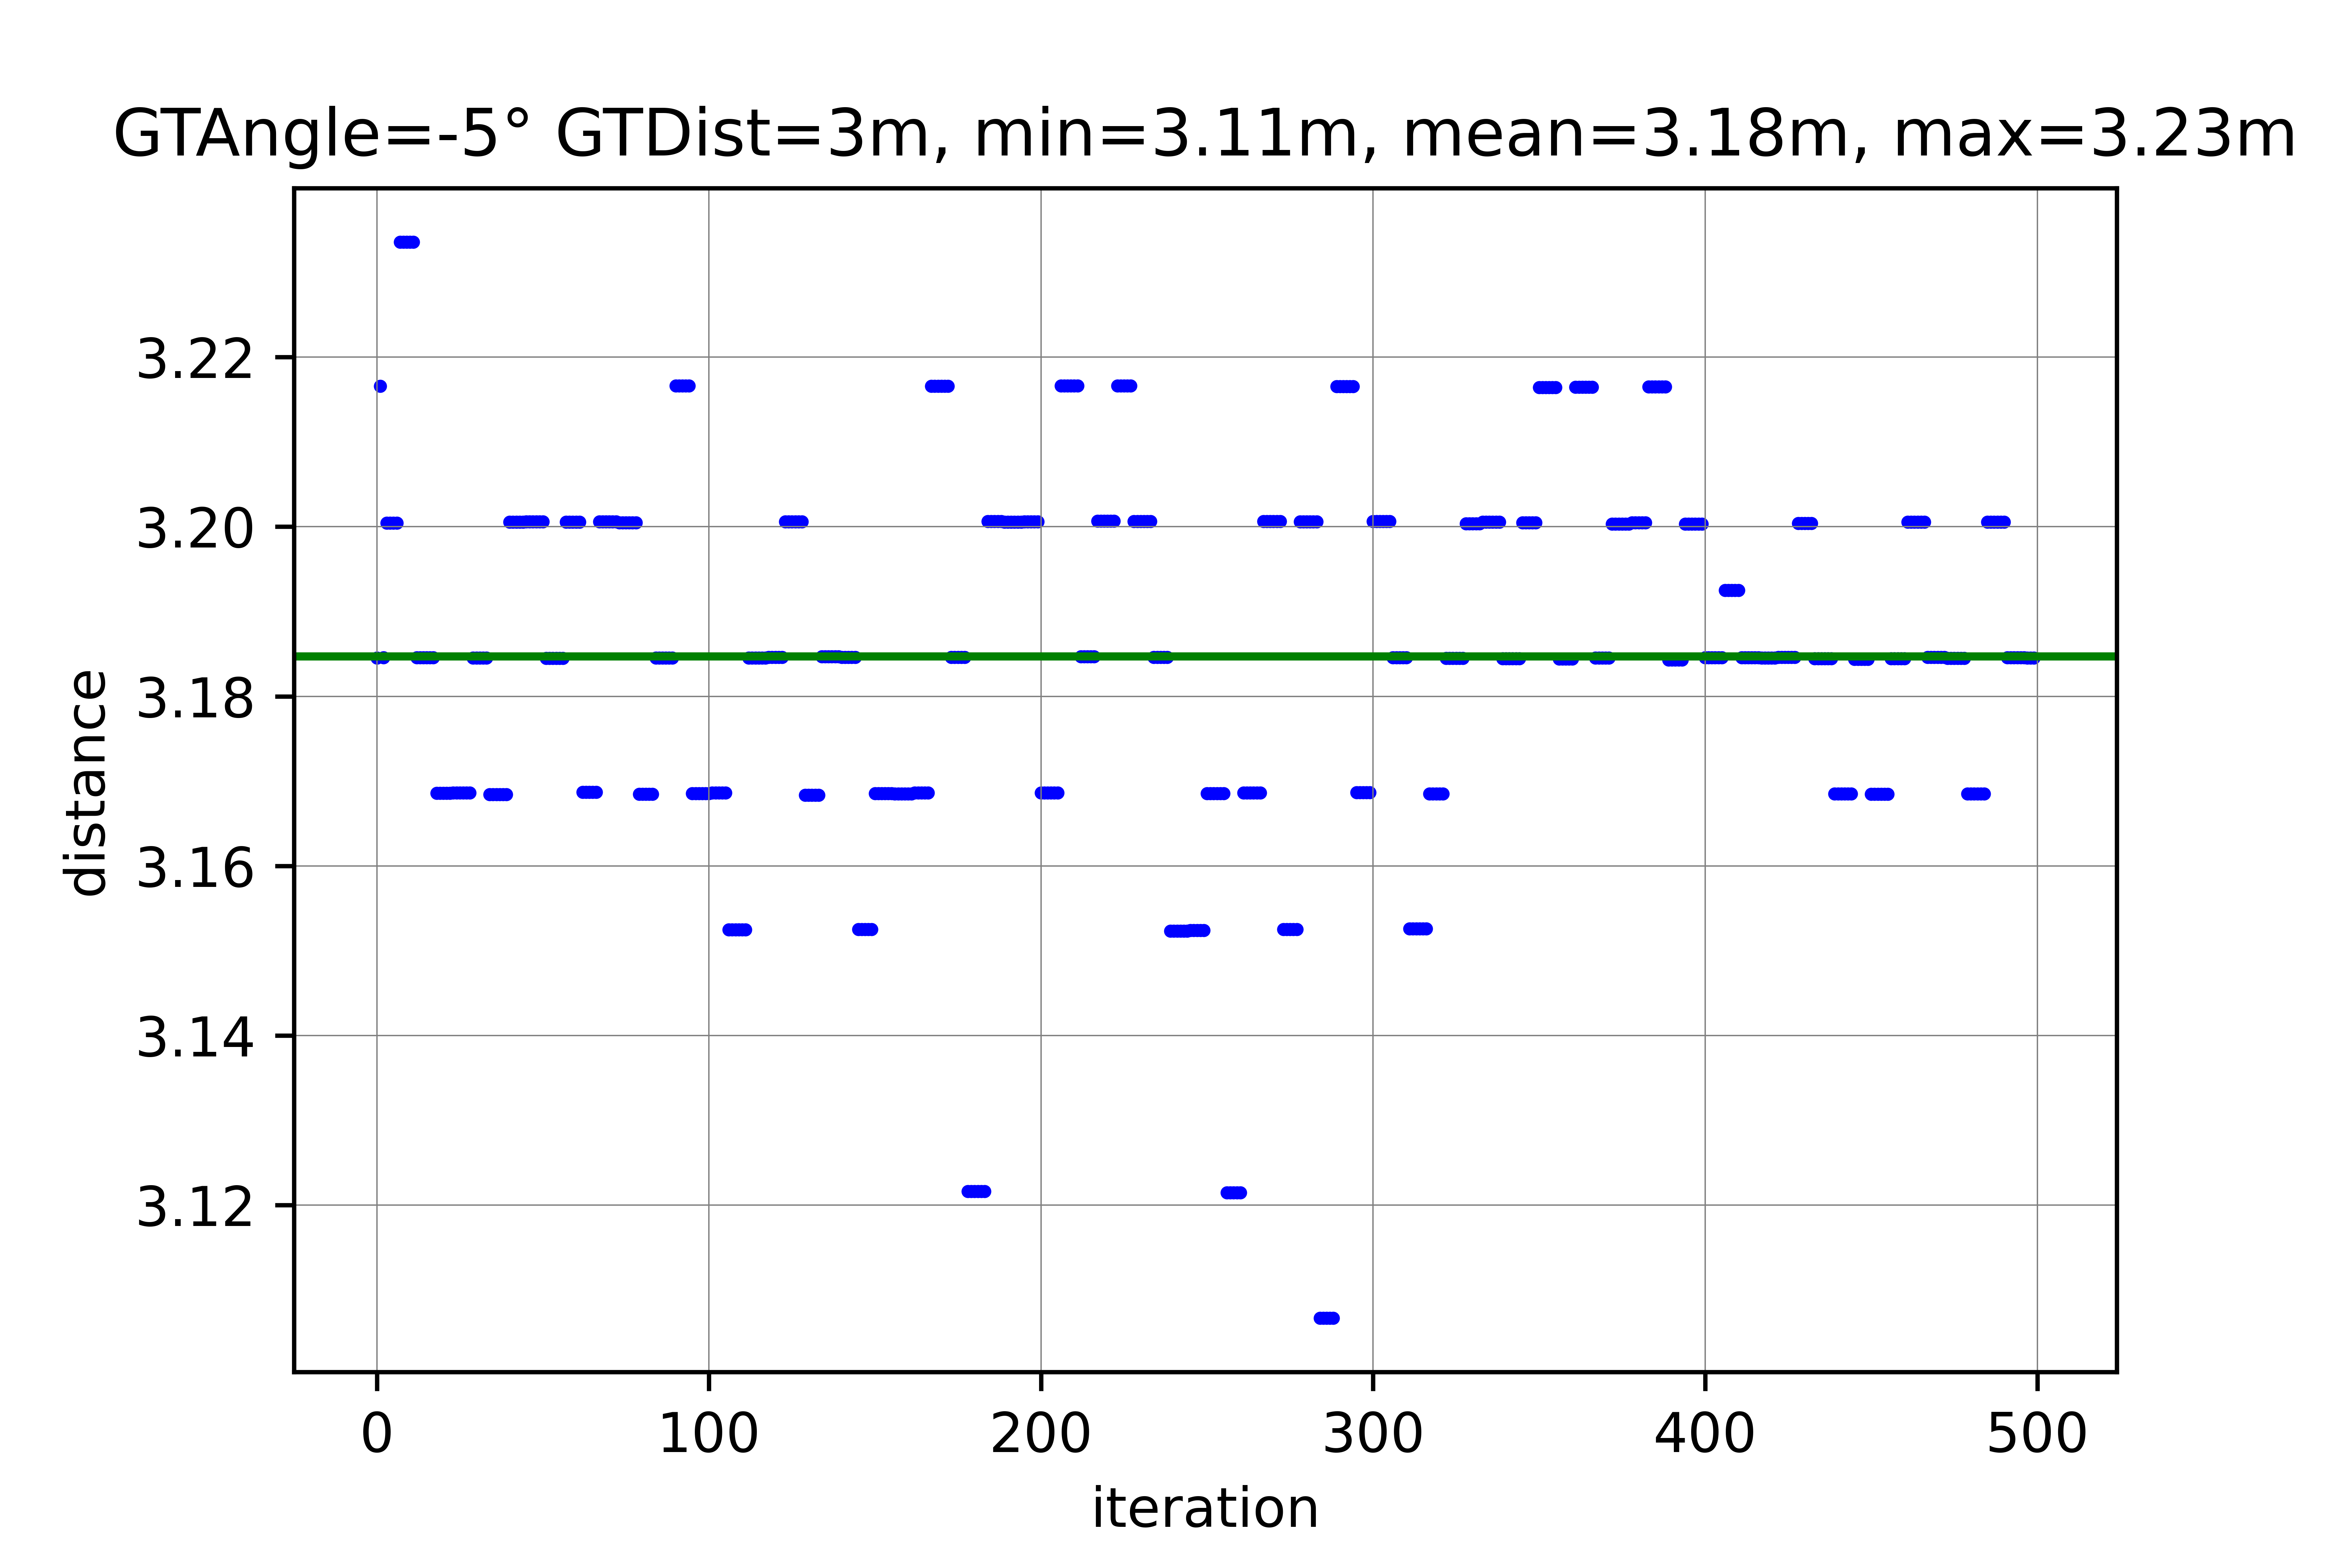 GTAngle=-5° GTDist=3m, min=3.11m, mean=3.18m, max=3.23m
3.22
3.20
3.18
3.16
3.14
3.12
distance
0 100 200 300 400 500
iteration